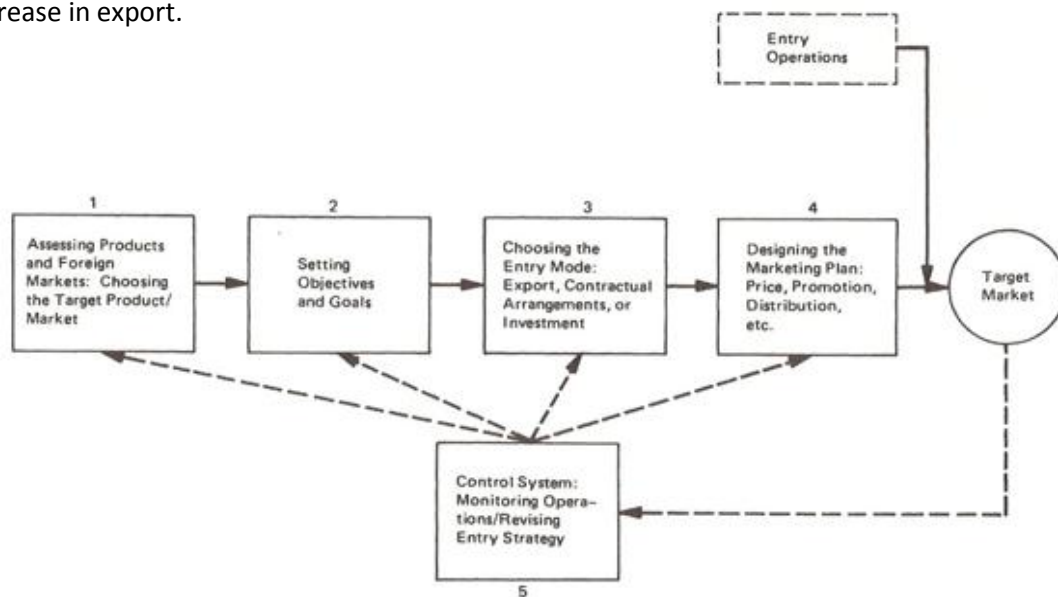 rease in export.
Entry
Operations
1
Assessing Products
and Foreign
Markets: Choosing
the Target Product/
Market
2
Setting
Objectives
and Goals
3
Choosing the
Entry Mode:
Export, Contractual
Arrangements, or
Investment
4
Designing the
Marketing Plan:
Price, Promotion,
Distribution,
etc.
Target
Market
Control System:
Monitoring Opera-
tions/Revising
Entry Strategy
5